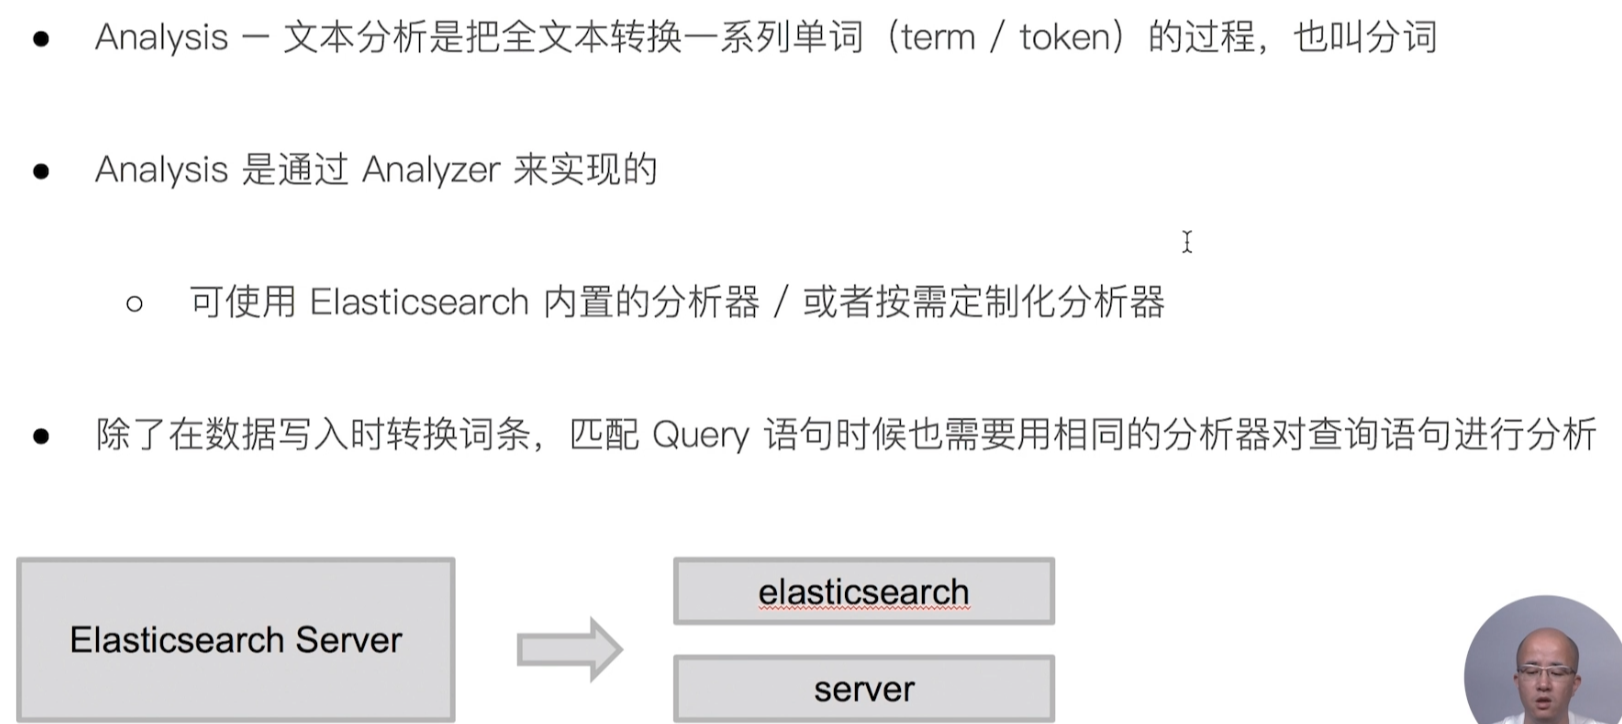 Analysis － 文本分析是把全文本转换一系列单词（term / token）的过程，也叫分词
Analysis 是通过 Analyzer 来实现的
可使用 Elasticsearch 内置的分析器 / 或者按需定制化分析器
除了在数据写入时转换词条，匹配 Query 语句时候也需要用相同的分析器对查询语句进行分析
Elasticsearch Server
elasticsearch
server